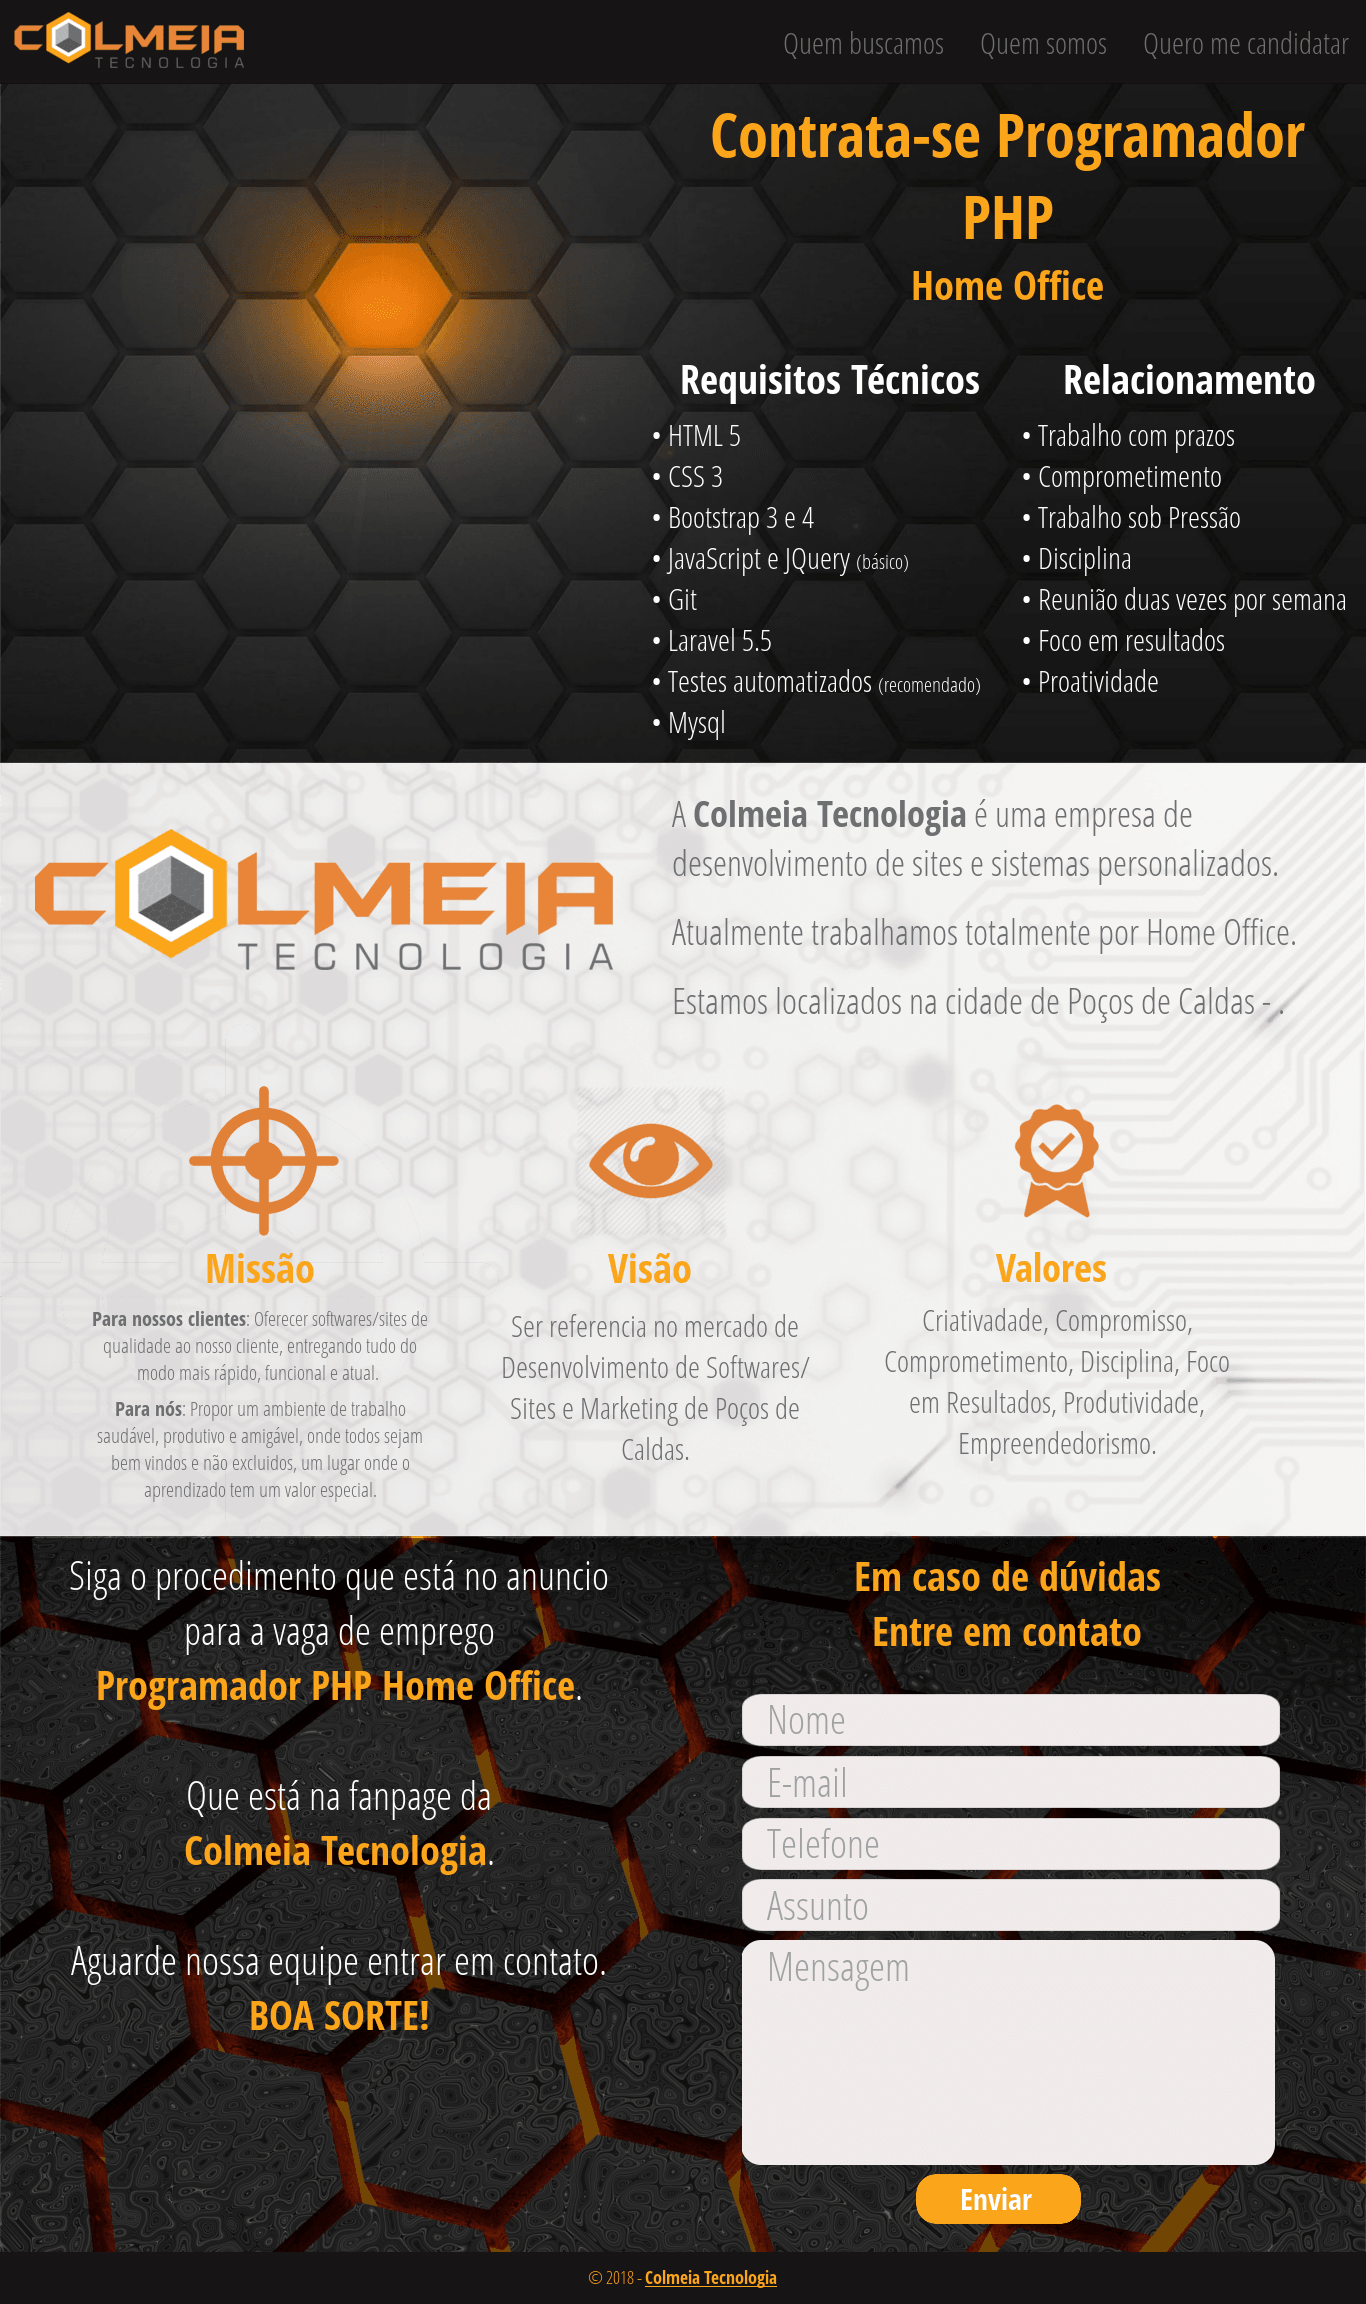 COLMEIA
TECNOLOGIA
Quem buscamos Quem somos Quero me candidatar
Contrata-se Programador
PHP
Home Office
Requisitos Técnicos
• HTML 5
• CSS 3
• Bootstrap 3 e 4
• JavaScript e JQuery (básico)
• Git
• Laravel 5.5
• Testes automatizados (recomendado)
• Mysql
Relacionamento
• Trabalho com prazos
• Comprometimento
• Trabalho sob Pressão
• Disciplina
• Reunião duas vezes por semana
• Foco em resultados
• Proatividade
COLMEIA
TECNOLOGIA
A Colmeia Tecnologia é uma empresa de
desenvolvimento de sites e sistemas personalizados.
Atualmente trabalhamos totalmente por Home Office.
Estamos localizados na cidade de Poços de Caldas - .
Missão
Para nossos clientes: Oferecer softwares/sites de
qualidade ao nosso cliente, entregando tudo do
modo mais rápido, funcional e atual.
Para nós: Propor um ambiente de trabalho
saudável, produtivo e amigável, onde todos sejam
bem vindos e não excluidos, um lugar onde o
aprendizado tem um valor especial.
Visão
Ser referencia no mercado de
Desenvolvimento de Softwares/
Sites e Marketing de Poços de
Caldas.
Valores
Criativadade, Compromisso,
Comprometimento, Disciplina, Foco
em Resultados, Produtividade,
Empreendedorismo.
Siga o procedimento que está no anuncio
para a vaga de emprego
Programador PHP Home Office.
Que está na fanpage da
Colmeia Tecnologia.
Aguarde nossa equipe entrar em contato.
BOA SORTE!
Em caso de dúvidas
Entre em contato
Nome
E-mail
Telefone
Assunto
Mensagem
Enviar
© 2018 - Colmeia Tecnologia